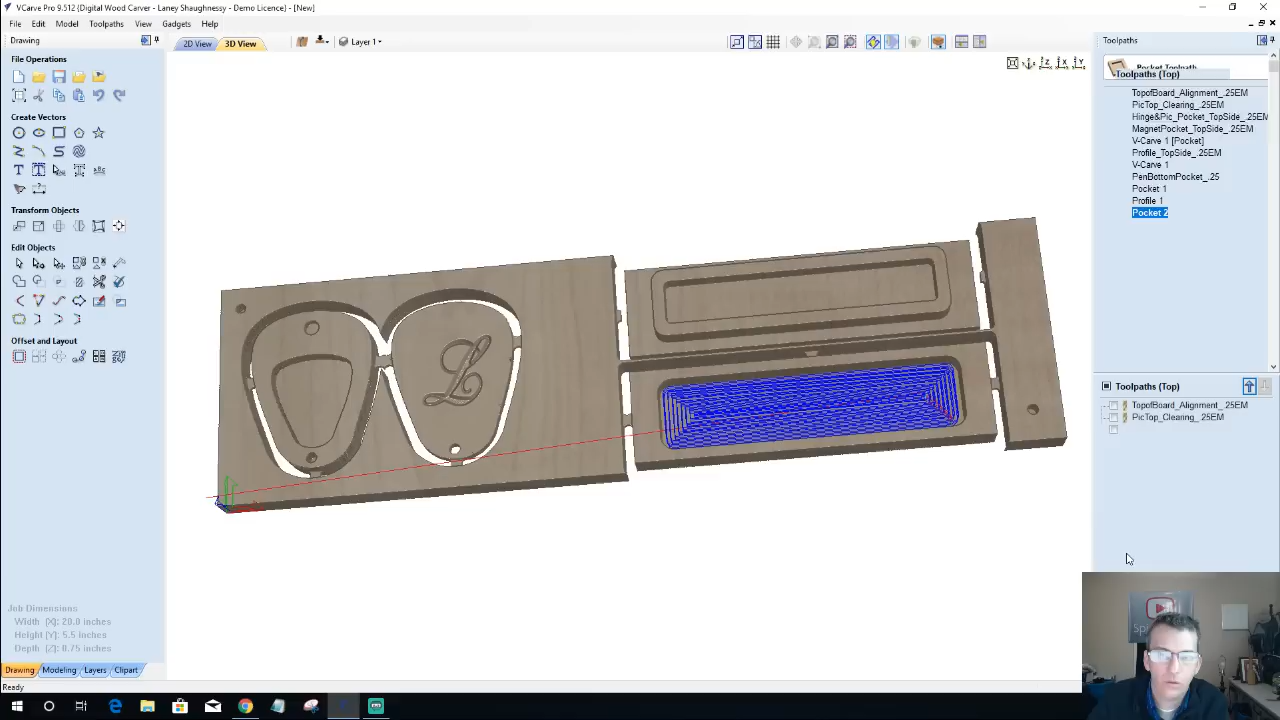 VCarve Pro 9.512 {Digital Wood Carver - Laney Shaughnessy - Demo Licence} - [New]
File Edit Model Toolpaths View Gadgets Help
Drawing
2D View 3D View
Layer 1
Toolpaths
File Operations
Create Vectors
Transform Objects
Edit Objects
Offset and Layout
Job Dimensions
Width [X]: 20.0 inches
Height [Y]: 5.5 inches
Depth [Z]: 0.75 inches
Drawing Modeling Layers Clipart
Ready
Z X Y
L
Pocket Toolpath
Toolpaths (Top)
TopofBoard_Alignment_.25EM
PicTop_Clearing_.25EM
Hinge&Pic_Pocket_TopSide_.25EM
MagnetPocket_TopSide_.25EM
V-Carve 1 [Pocket]
Profile_TopSide_.25EM
V-Carve 1
PenBottomPocket_.25
Pocket 1
Profile 1
Pocket 2
Toolpaths (Top)
TopofBoard_Alignment_.25EM
PicTop_Clearing_.25EM